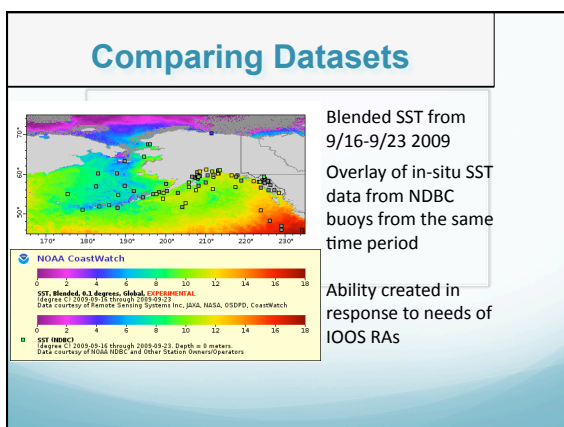 Comparing Datasets
70°
60°
50°
170° 180° 190° 200° 210° 220° 230°
NOAA CoastWatch
0 2 4 6 8 10 12 14 16 18
SST, Blended, 0.1 degrees, Global, EXPERIMENTAL
(degree C) 2009-09-16 through 2009-09-23
Data courtesy of Remote Sensing Systems Inc, JAXA, NASA, OSDPD, CoastWatch
0 2 4 6 8 10 12 14 16 18
SST (NDBC)
(degree C) 2009-09-16 through 2009-09-23. Depth = 0 meters.
Data courtesy of NOAA NDBC and Other Station Owners/Operators
Blended SST from
9/16-9/23 2009
Overlay of in-situ SST
data from NDBC
buoys from the same
time period
Ability created in
response to needs of
IOOS RAs